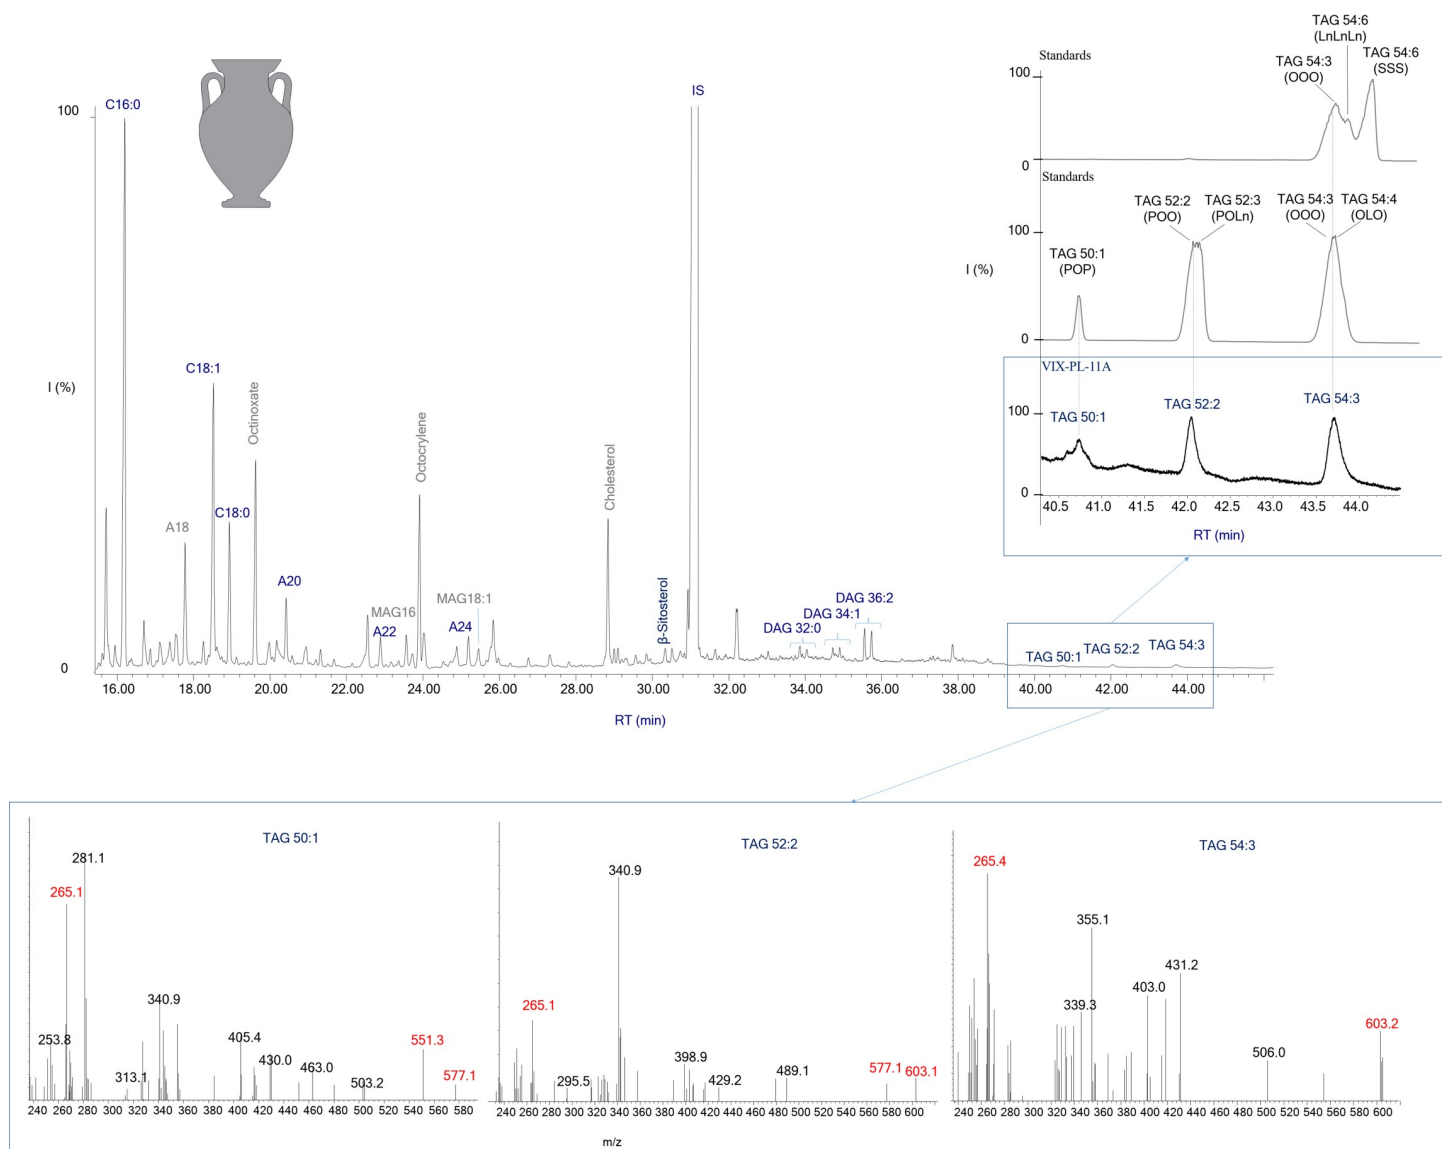 100
C16:0
IS
I (%)
C18:1
Octinoxate
Octocrylene
Cholesterol
C18:0
A18
A20
MAG16
A22
MAG18:1
A24
β-Sitosterol
DAG 32:0
DAG 34:1
DAG 36:2
TAG 50:1
TAG 52:2
TAG 54:3
0
16.00 18.00 20.00 22.00 24.00 26.00 28.00 30.00 32.00 34.00 36.00 38.00 40.00 42.00 44.00
RT (min)
Standards
TAG 54:6
(LnLnLn)
TAG 54:3
(OOO)
TAG 54:6
(SSS)
100
0
Standards
TAG 52:2
(POO)
TAG 52:3
(POLn)
TAG 54:3
(OOO)
TAG 54:4
(OLO)
100
TAG 50:1
(POP)
I (%)
0
VIX-PL-11A
TAG 50:1
TAG 52:2
TAG 54:3
100
0
40.5 41.0 41.5 42.0 42.5 43.0 43.5 44.0
RT (min)
TAG 50:1
281.1
265.1
340.9
253.8
313.1
405.4
430.0
463.0
503.2
551.3
577.1
240 260 280 300 320 340 360 380 400 420 440 460 480 500 520 540 560 580
TAG 52:2
340.9
265.1
295.5
398.9
429.2
489.1
577.1
603.1
240 260 280 300 320 340 360 380 400 420 440 460 480 500 520 540 560 580 600
m/z
TAG 54:3
265.4
355.1
339.3
403.0
431.2
506.0
603.2
240 260 280 300 320 340 360 380 400 420 440 460 480 500 520 540 560 580 600